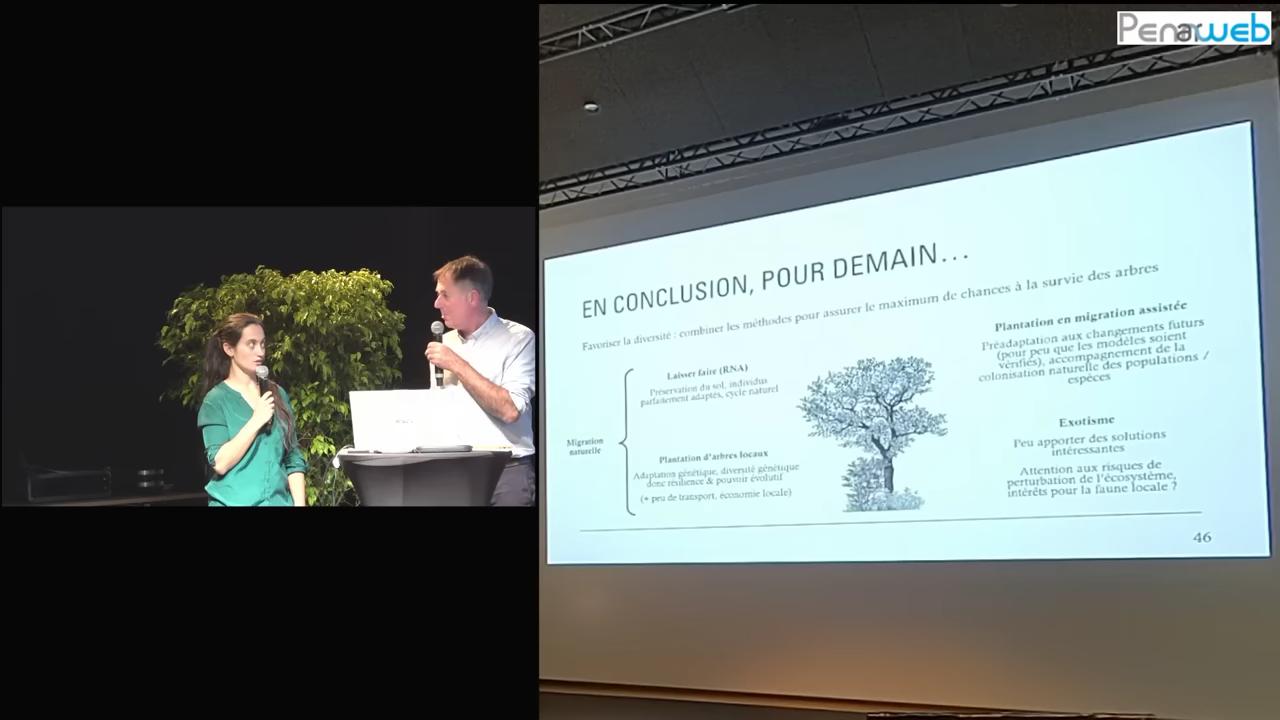 Penn ar web
EN CONCLUSION, POUR DEMAIN...
Favoriser la diversité : combiner les méthodes pour assurer le maximum de chances à la survie des arbres
Migration
naturelle
Laisser faire (RNA)
Préservation du sol, individus
parfaitement adaptés, cycle naturel
Plantation d'arbres locaux
Adaptation génétique, diversité génétique
donc résilience & pouvoir évolutif
(+ peu de transport, économie locale)
Plantation en migration assistée
Préadaptation aux changements futurs
(pour peu que les modèles soient
vérifiés), accompagnement de la
colonisation naturelle des populations /
espèces
Exotisme
Peu apporter des solutions
intéressantes
Attention aux risques de
perturbation de l'écosystème,
intérêts pour la faune locale ?
46